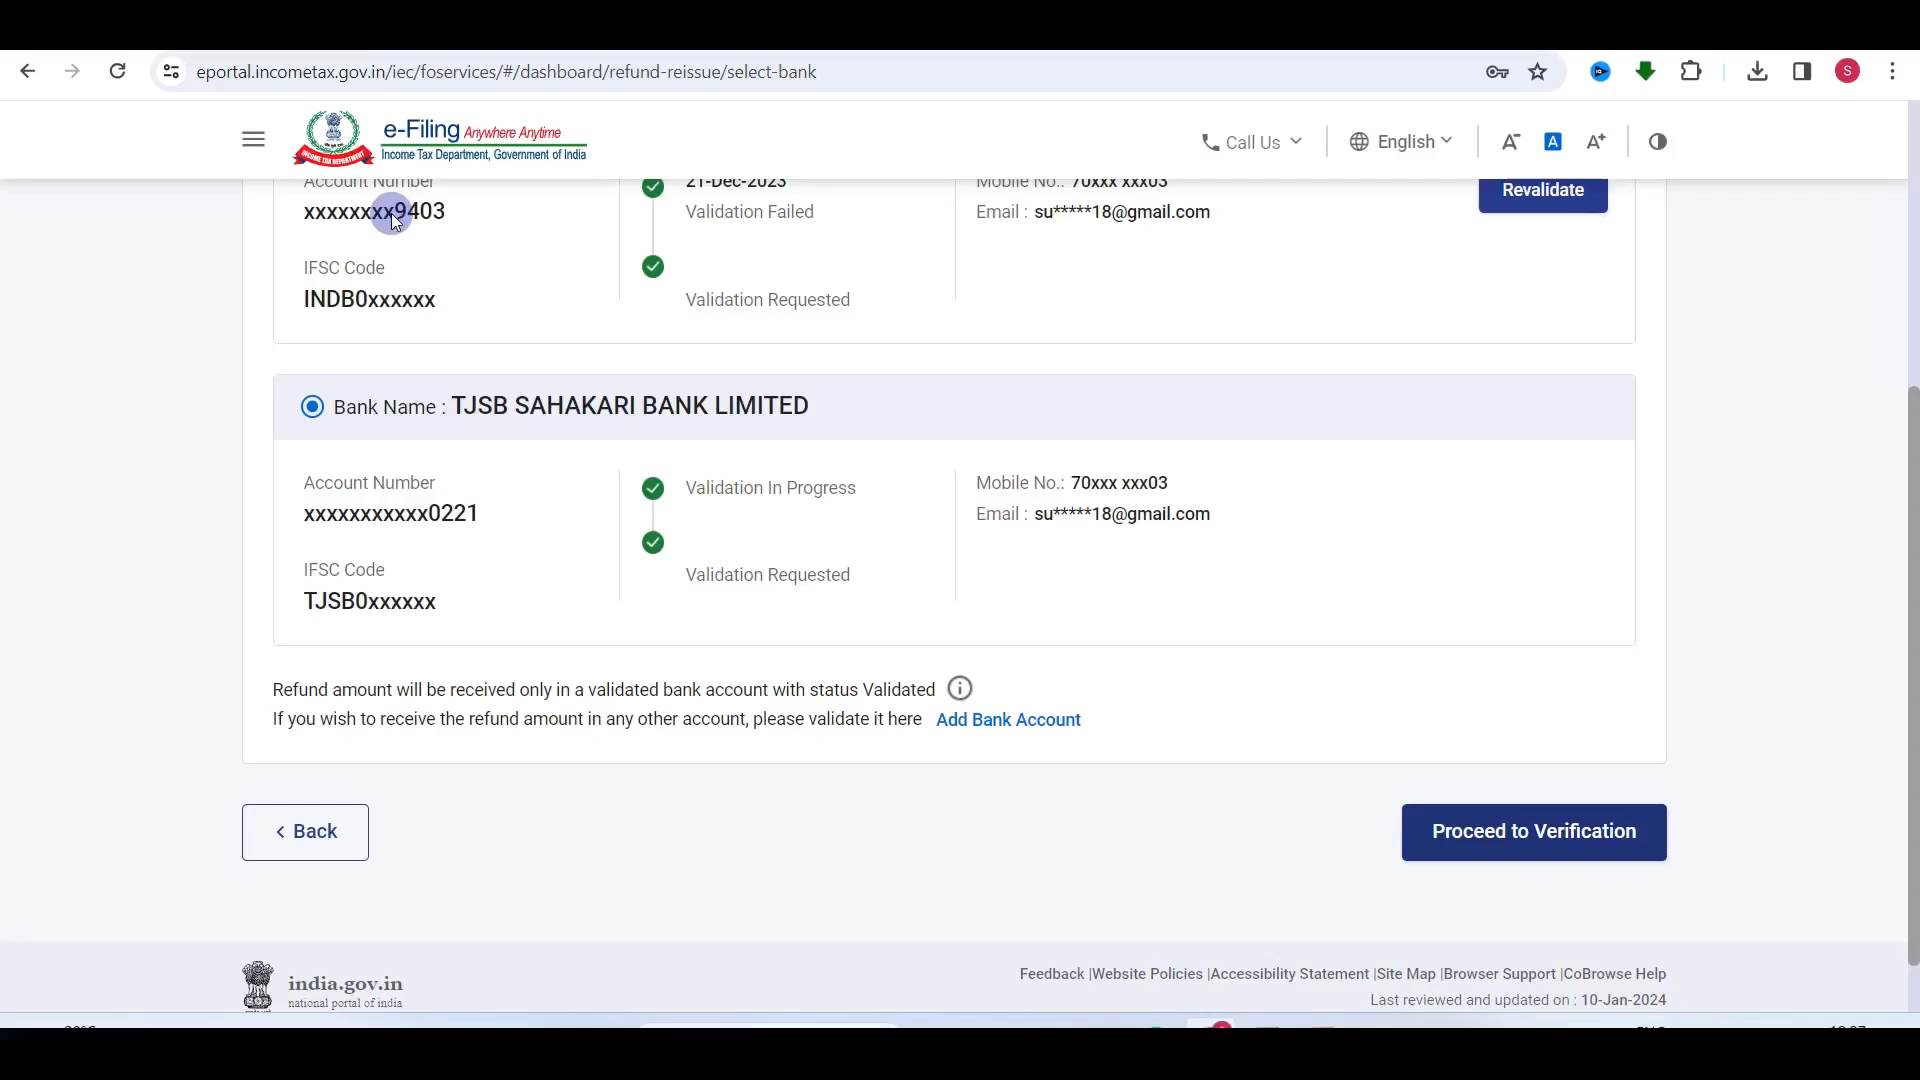 eportal.incometax.gov.in/iec/foservices/#/dashboard/refund-reissue/select-bank
S
e-Filing Anywhere Anytime
Income Tax Department, Government of India
INCOME TAX DEPARTMENT
Call Us
English
A-
A
A+
Account Number
21-Dec-2023
Mobile No.: 70xxx xxx03
Revalidate
xxxxxxxx9403
Validation Failed
Email : su*****18@gmail.com
IFSC Code
INDB0xxxxxx
Validation Requested
Bank Name : TJSB SAHAKARI BANK LIMITED
Account Number
Validation In Progress
Mobile No.: 70xxx xxx03
xxxxxxxxxxx0221
Email : su*****18@gmail.com
IFSC Code
Validation Requested
TJSB0xxxxxx
Refund amount will be received only in a validated bank account with status Validated
If you wish to receive the refund amount in any other account, please validate it here Add Bank Account
< Back
Proceed to Verification
india.gov.in
national portal of india
Feedback |Website Policies |Accessibility Statement |Site Map |Browser Support |CoBrowse Help
Last reviewed and updated on : 10-Jan-2024